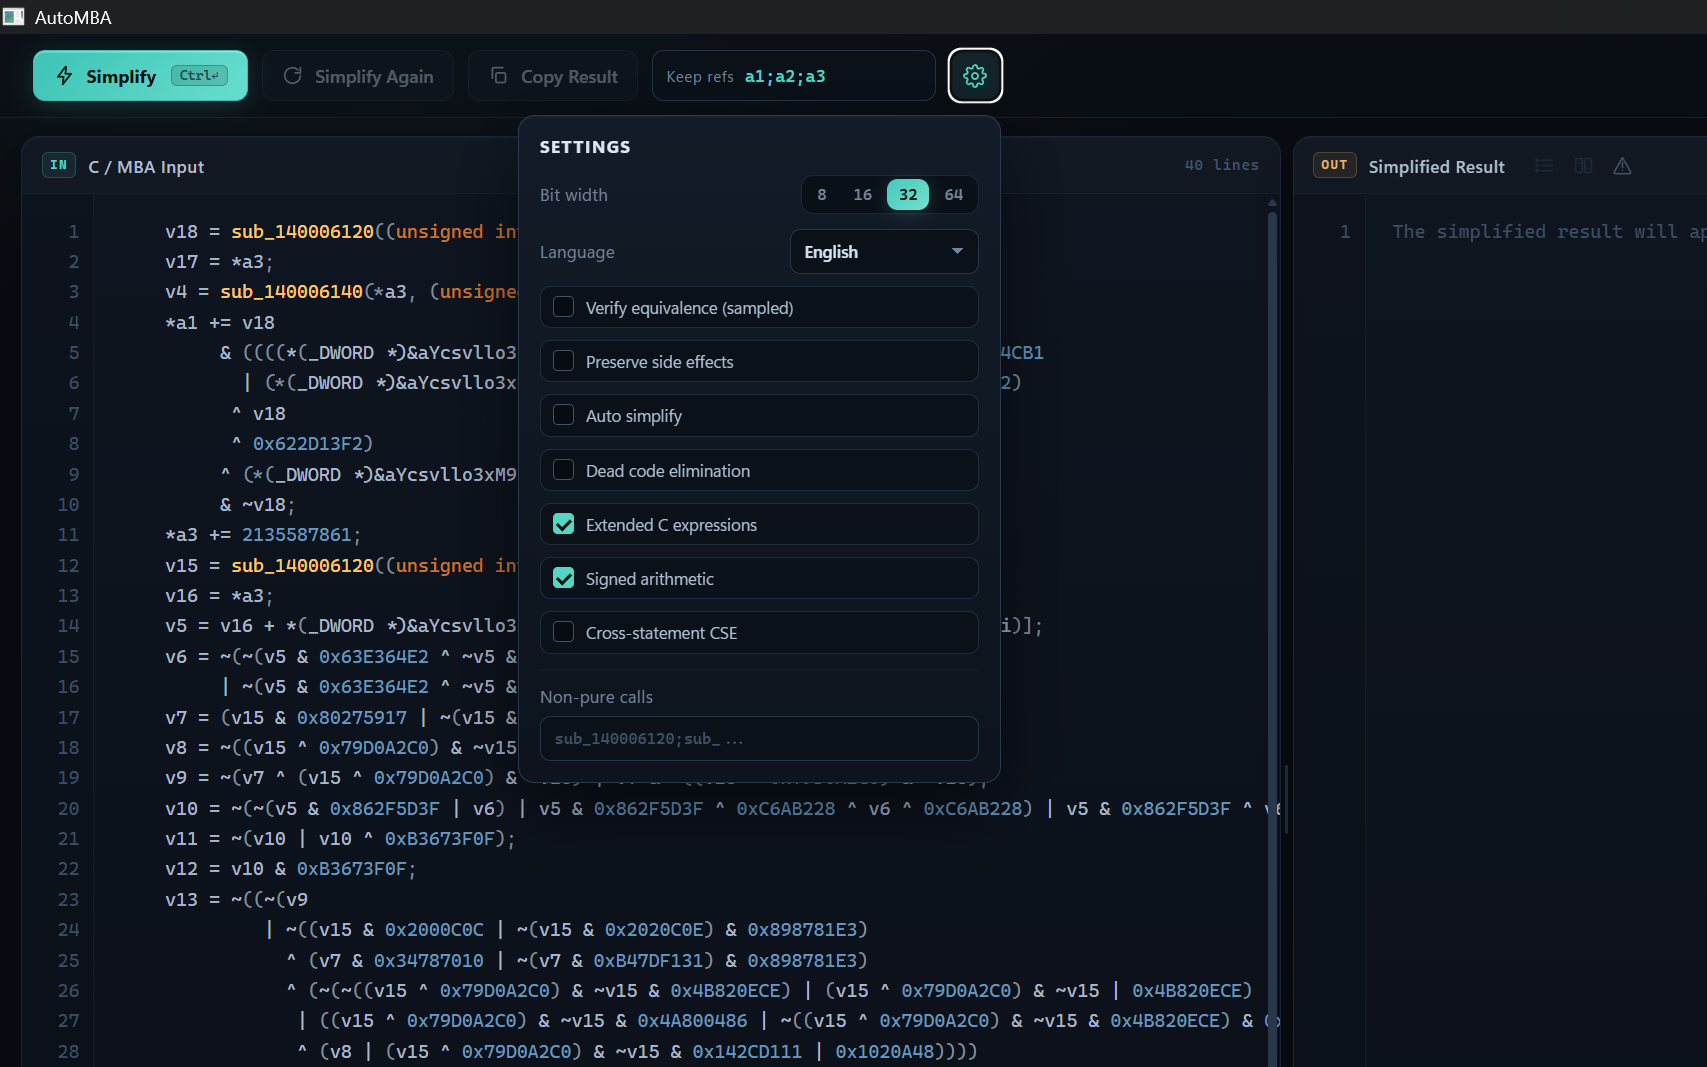 AutoMBA
Simplify Ctrl↵ Simplify Again Copy Result Keep refs a1;a2;a3
IN C / MBA Input 40 lines
1 v18 = sub_140006120((unsigned in
2 v17 = *a3;
3 v4 = sub_140006140(*a3, (unsigne
4 *a1 += v18
5 & ((((*(_DWORD *)&aYcsvllo3 4CB1
6 | (*(_DWORD *)&aYcsvllo3x 2)
7 ^ v18
8 ^ 0x622D13F2)
9 ^ (*(_DWORD *)&aYcsvllo3xM9
10 & ~v18;
11 *a3 += 2135587861;
12 v15 = sub_140006120((unsigned in
13 v16 = *a3;
14 v5 = v16 + *(_DWORD *)&aYcsvllo3 i)];
15 v6 = ~(~(v5 & 0x63E364E2 ^ ~v5 &
16 | ~(v5 & 0x63E364E2 ^ ~v5 &
17 v7 = (v15 & 0x80275917 | ~(v15 &
18 v8 = ~((v15 ^ 0x79D0A2C0) & ~v15
19 v9 = ~(v7 ^ (v15 ^ 0x79D0A2C0) &
20 v10 = ~(~(v5 & 0x862F5D3F | v6) | v5 & 0x862F5D3F ^ 0xC6AB228 ^ v6 ^ 0xC6AB228) | v5 & 0x862F5D3F ^ v6
21 v11 = ~(v10 | v10 ^ 0xB3673F0F);
22 v12 = v10 & 0xB3673F0F;
23 v13 = ~((~(v9
24 | ~((v15 & 0x2000C0C | ~(v15 & 0x2020C0E) & 0x898781E3)
25 ^ (v7 & 0x34787010 | ~(v7 & 0xB47DF131) & 0x898781E3)
26 ^ (~(~((v15 ^ 0x79D0A2C0) & ~v15 & 0x4B820ECE) | (v15 ^ 0x79D0A2C0) & ~v15 | 0x4B820ECE)
27 | ((v15 ^ 0x79D0A2C0) & ~v15 & 0x4A800486 | ~((v15 ^ 0x79D0A2C0) & ~v15 & 0x4B820ECE) & 0x
28 ^ (v8 | (v15 ^ 0x79D0A2C0) & ~v15 & 0x142CD111 | 0x1020A48))))
SETTINGS
Bit width 8 16 32 64
Language English
Verify equivalence (sampled)
Preserve side effects
Auto simplify
Dead code elimination
Extended C expressions
Signed arithmetic
Cross-statement CSE
Non-pure calls
sub_140006120;sub_ ...
OUT Simplified Result
1 The simplified result will ap